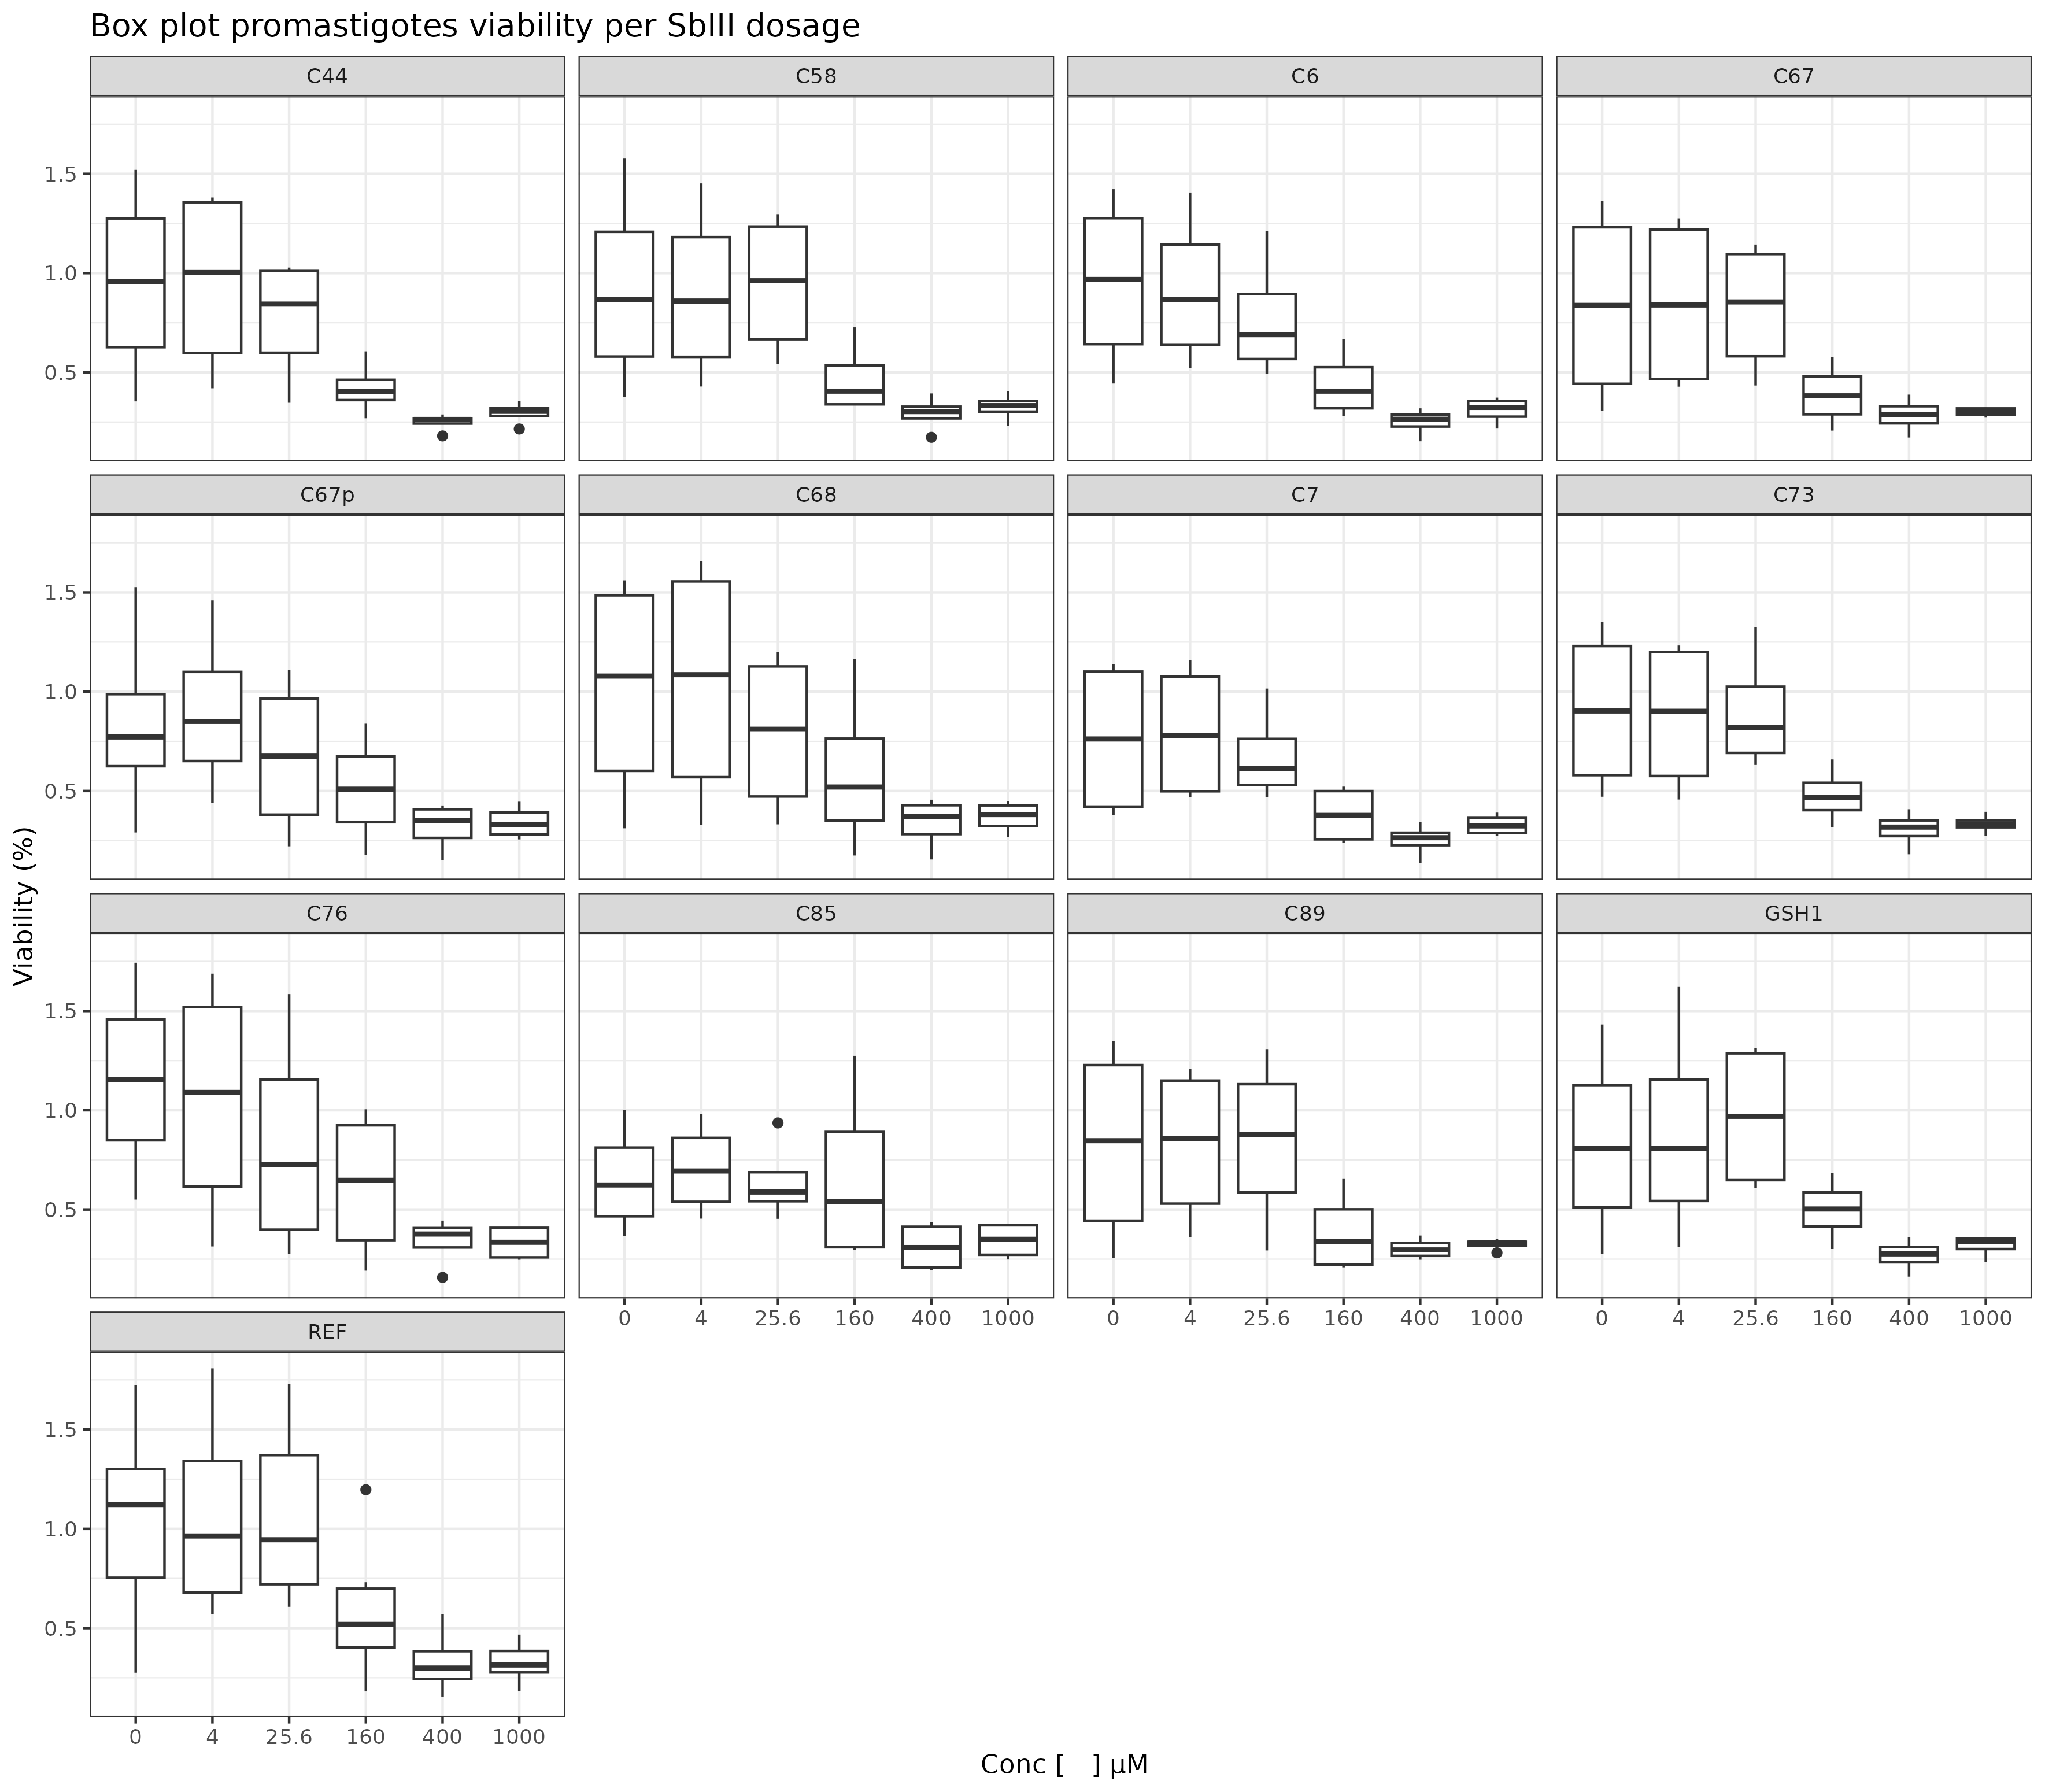 Box plot promastigotes viability per SbIII dosage
C44 C58 C6 C67
1.5
1.0
0.5
C67p C68 C7 C73
1.5
1.0
0.5
Viability (%)
C76 C85 C89 GSH1
1.5
1.0
0.5
0 4 25.6 160 400 1000 0 4 25.6 160 400 1000 0 4 25.6 160 400 1000
REF
1.5
1.0
0.5
0 4 25.6 160 400 1000
Conc [ ] µM